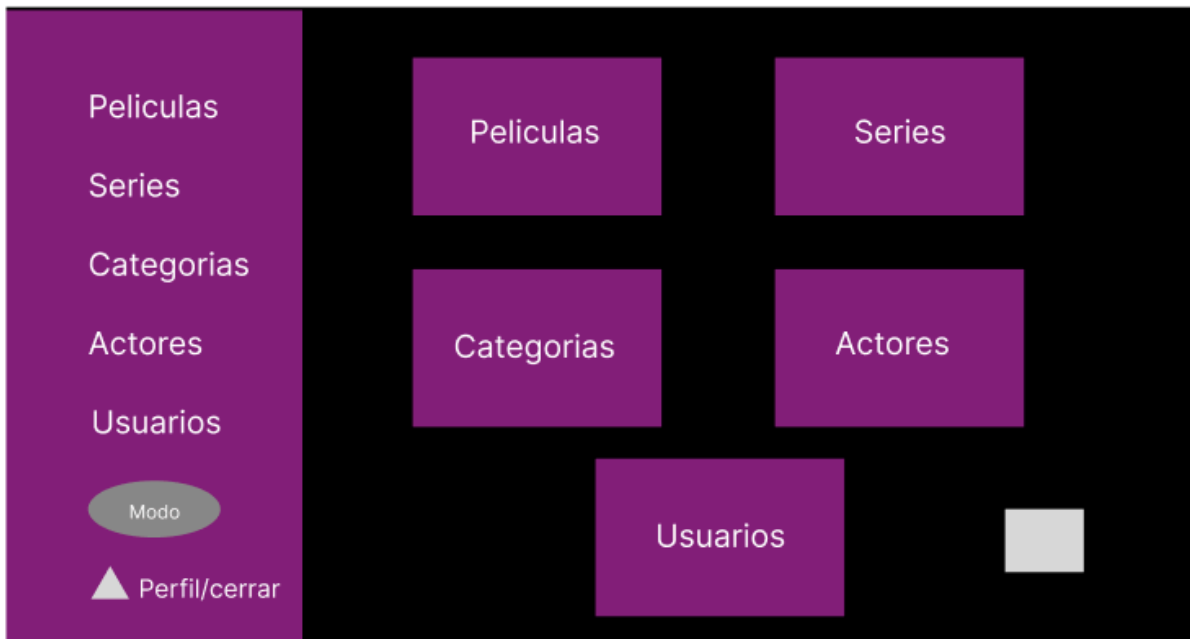 Peliculas
Series
Categorias
Actores
Usuarios
Modo
Perfil/cerrar
Peliculas
Series
Categorias
Actores
Usuarios